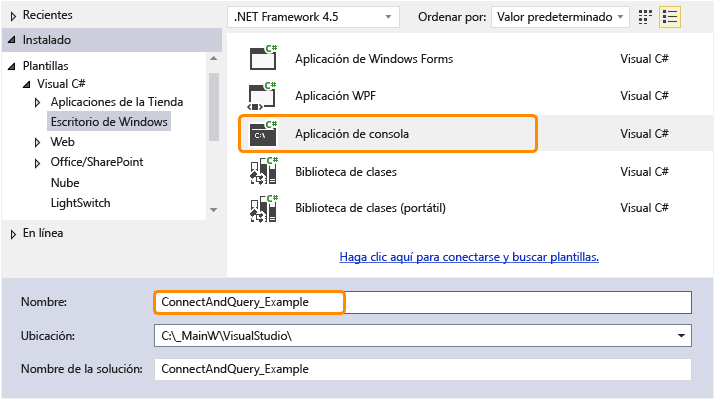 Recientes
.NET Framework 4.5
Ordenar por:
Valor predeterminado
Instalado
Plantillas
Visual C#
Aplicaciones de la Tienda
Escritorio de Windows
Web
Office/SharePoint
Nube
LightSwitch
En línea
C#
Aplicación de Windows Forms
Visual C#
C#
Aplicación WPF
Visual C#
C#
C:\
Aplicación de consola
Visual C#
C#
Biblioteca de clases
Visual C#
C#
Biblioteca de clases (portátil)
Visual C#
Haga clic aquí para conectarse y buscar plantillas.
Nombre:
ConnectAndQuery_Example
Ubicación:
C:\_MainW\VisualStudio\
Nombre de la solución:
ConnectAndQuery_Example